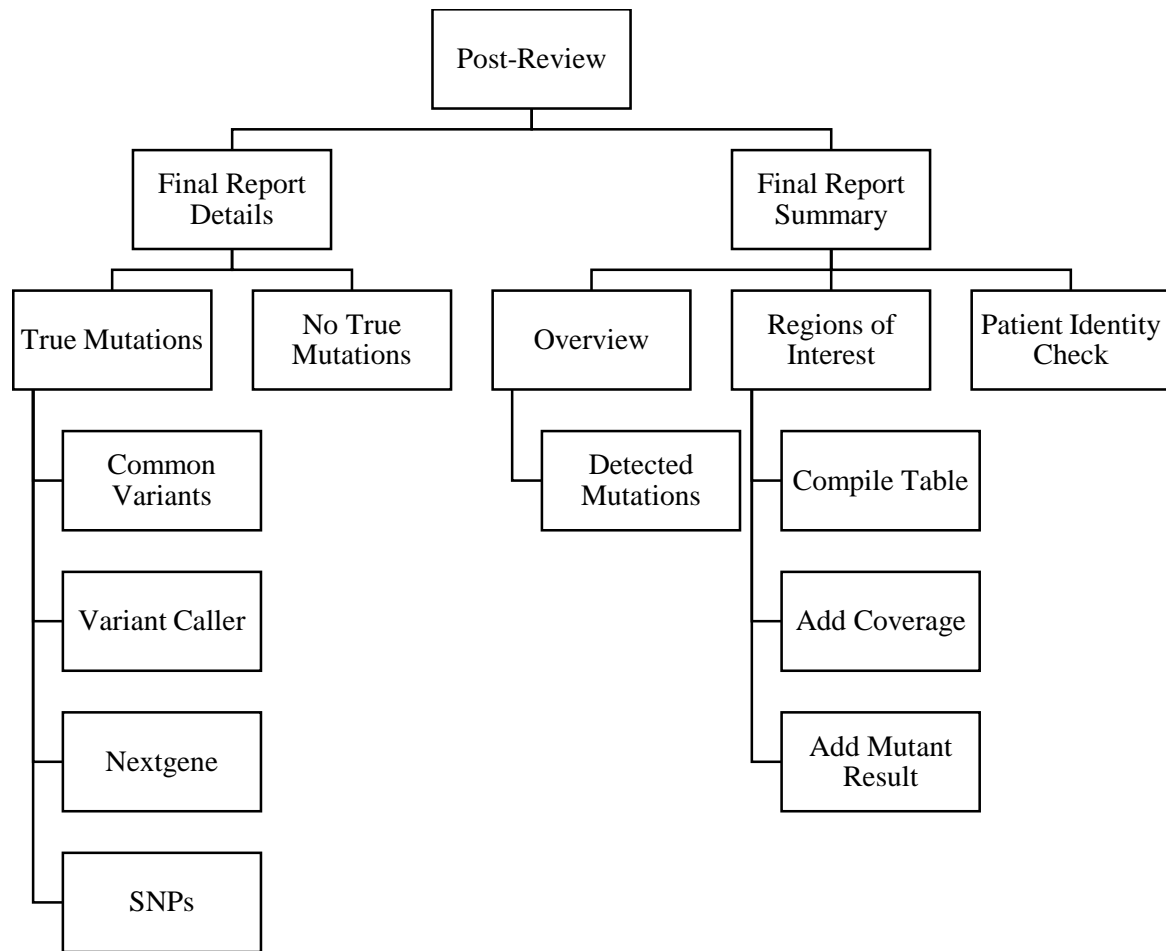 Post-Review
Final Report
Details
Final Report
Summary
True Mutations
No True
Mutations
Overview
Regions of
Interest
Patient Identity
Check
Common
Variants
Detected
Mutations
Compile Table
Variant Caller
Add Coverage
Nextgene
Add Mutant
Result
SNPs